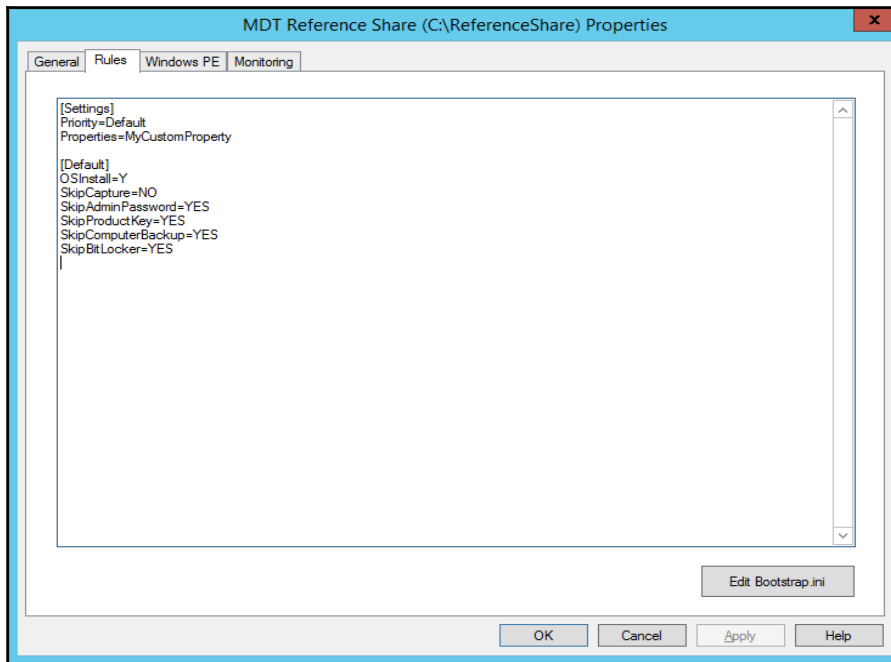 MDT Reference Share (C:\ReferenceShare) Properties
x
General Rules Windows PE Monitoring
[Settings]
Priority=Default
Properties=MyCustomProperty
[Default]
OSInstall=Y
SkipCapture=NO
SkipAdminPassword=YES
SkipProductKey=YES
SkipComputerBackup=YES
SkipBitLocker=YES
Edit Bootstrap.ini
OK Cancel Apply Help